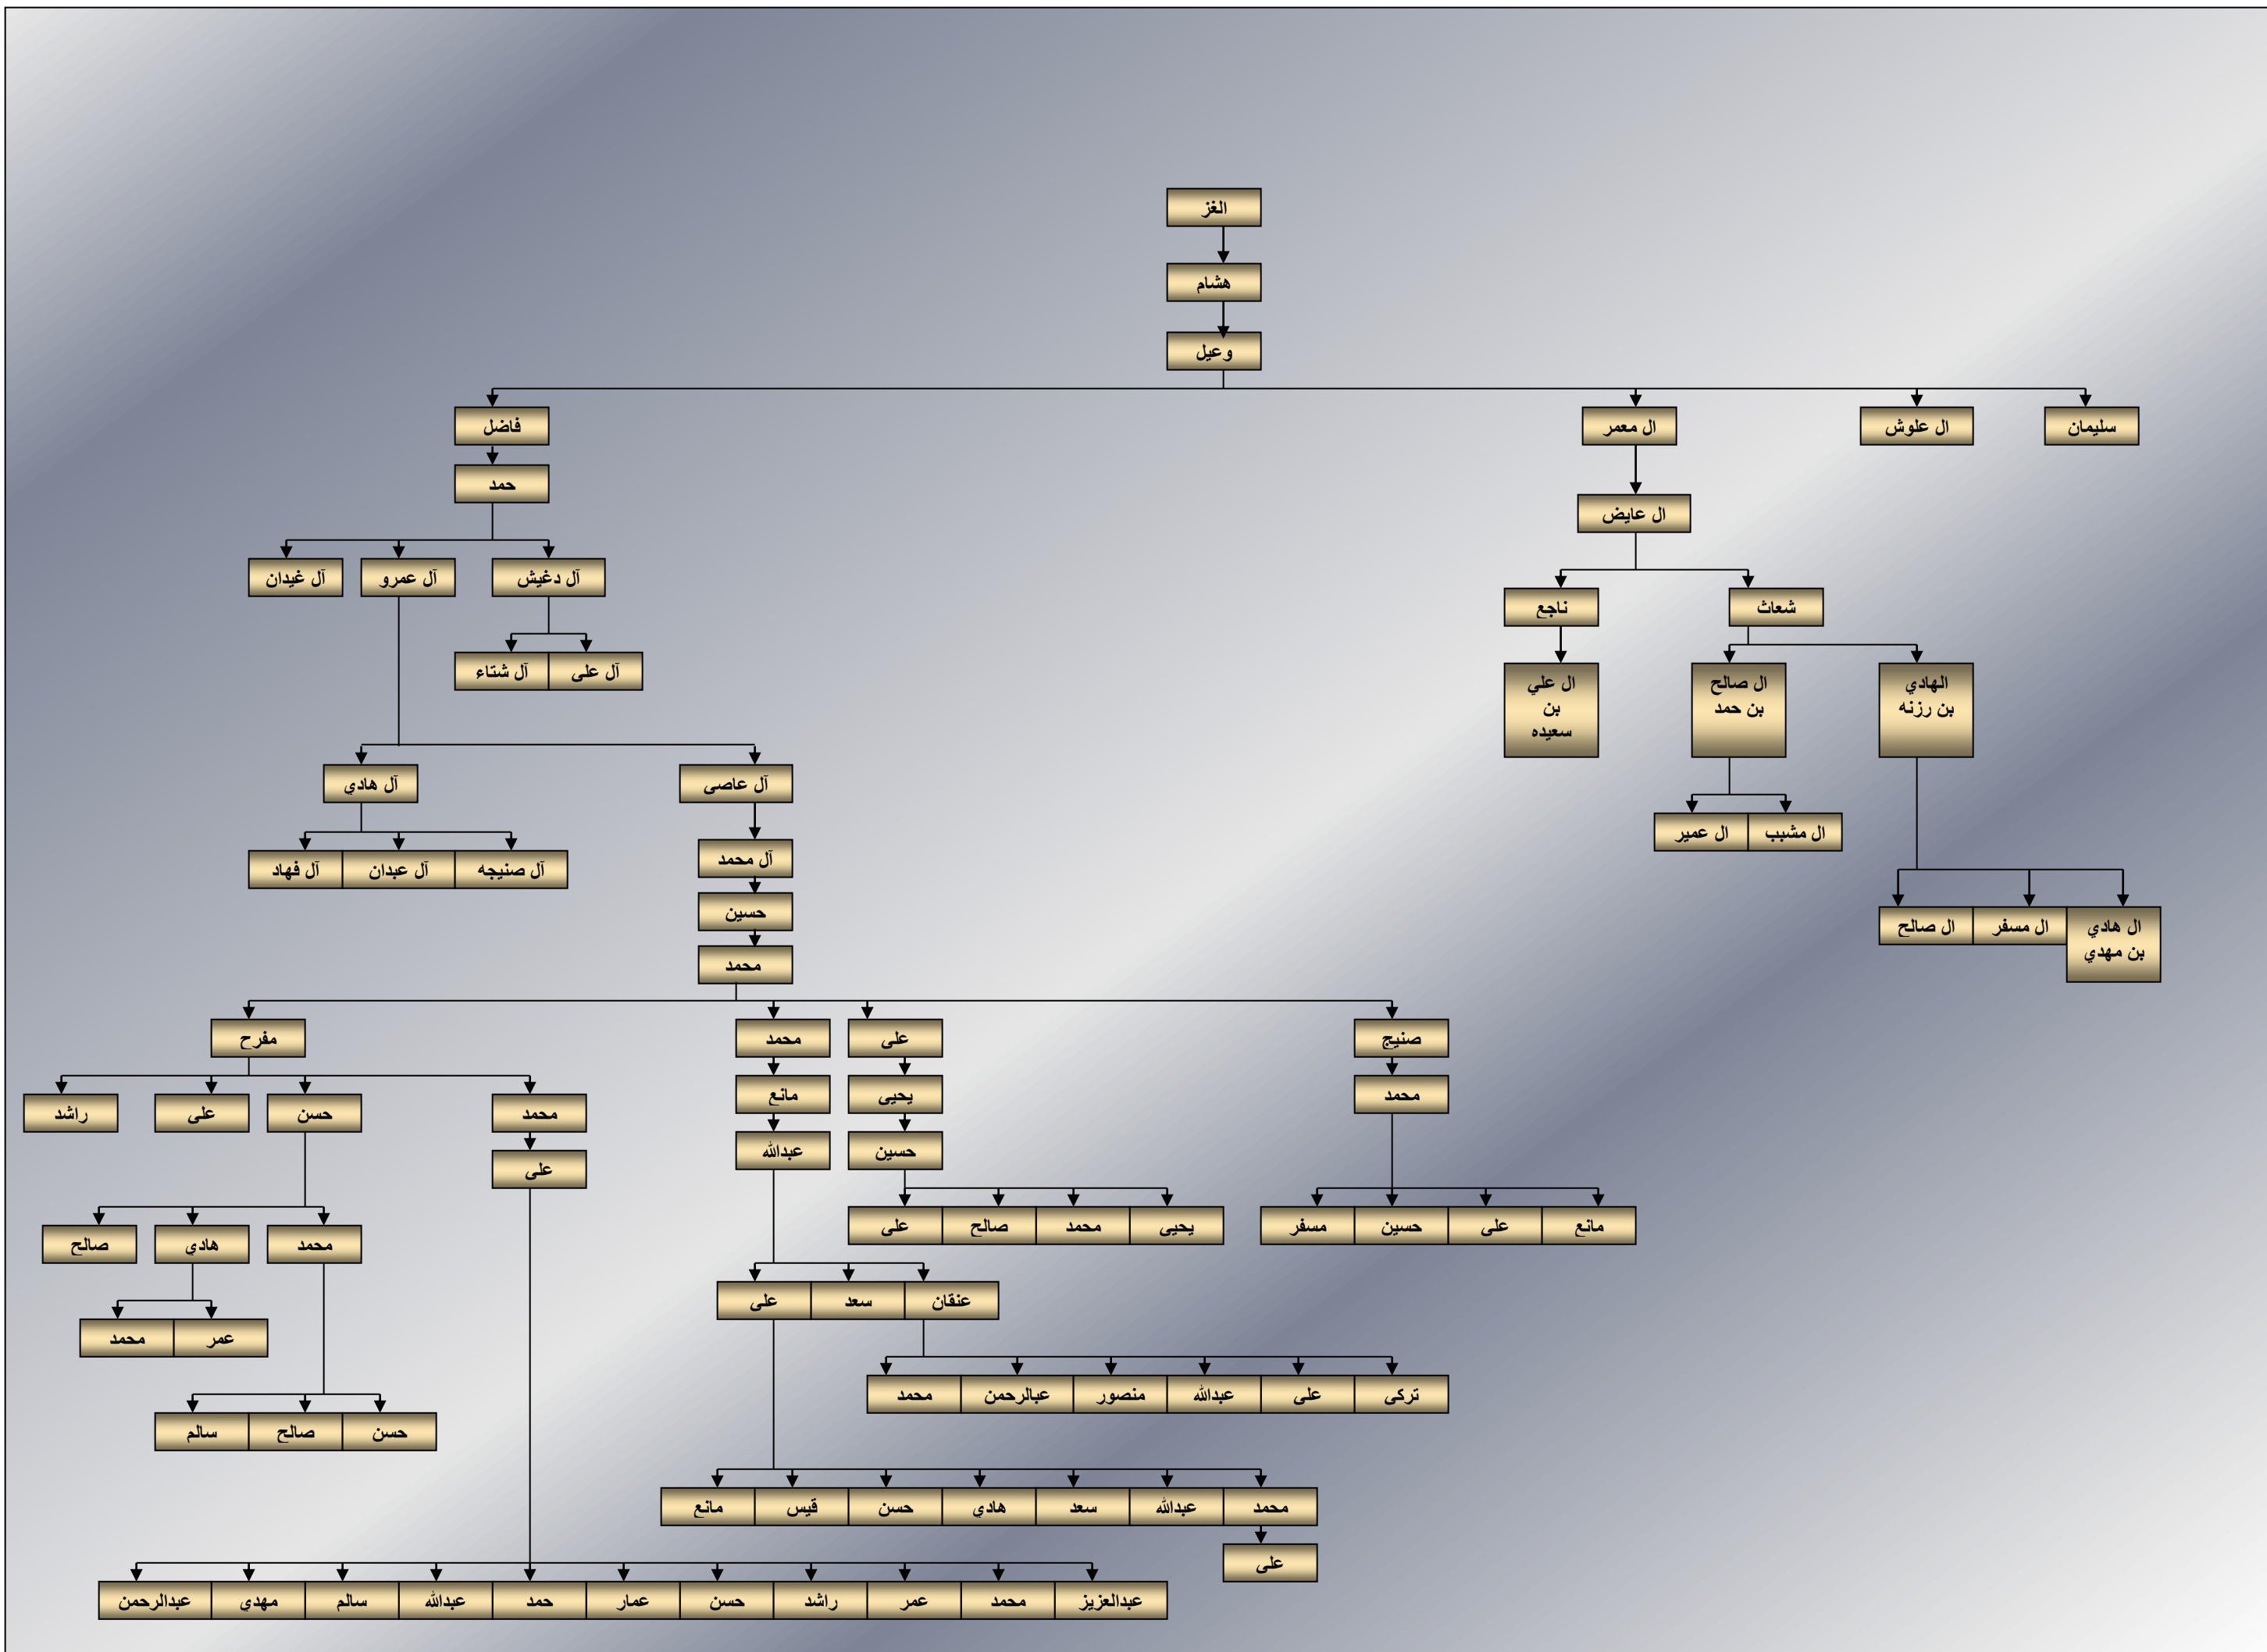 الغز
هشام
وعيل
سليمان
ال علوش
ال معمر
فاضل
حمد
ال عايض
آل دغيش
آل عمرو
آل غيدان
شعاث
ناجع
آل على
آل شتاء
الهادي
بن رزنه
ال صالح
بن حمد
ال علي
بن
سعيده
آل عاصى
آل هادي
ال مشبب
ال عمير
آل محمد
آل صنيجه
آل عبدان
آل فهاد
حسين
ال هادي
بن مهدي
ال مسفر
ال صالح
محمد
صنيج
على
محمد
مفرح
محمد
يحيى
مانع
محمد
حسن
على
راشد
حسين
عبدالله
على
مانع
على
حسين
مسفر
يحيى
محمد
صالح
على
محمد
هادي
صالح
عنقان
سعد
على
عمر
محمد
تركى
على
عبدالله
منصور
عبالرحمن
محمد
حسن
صالح
سالم
محمد
عبدالله
سعد
هادي
حسن
قيس
مانع
على
عبدالعزيز
محمد
عمر
راشد
حسن
عمار
حمد
عبدالله
سالم
مهدي
عبدالرحمن